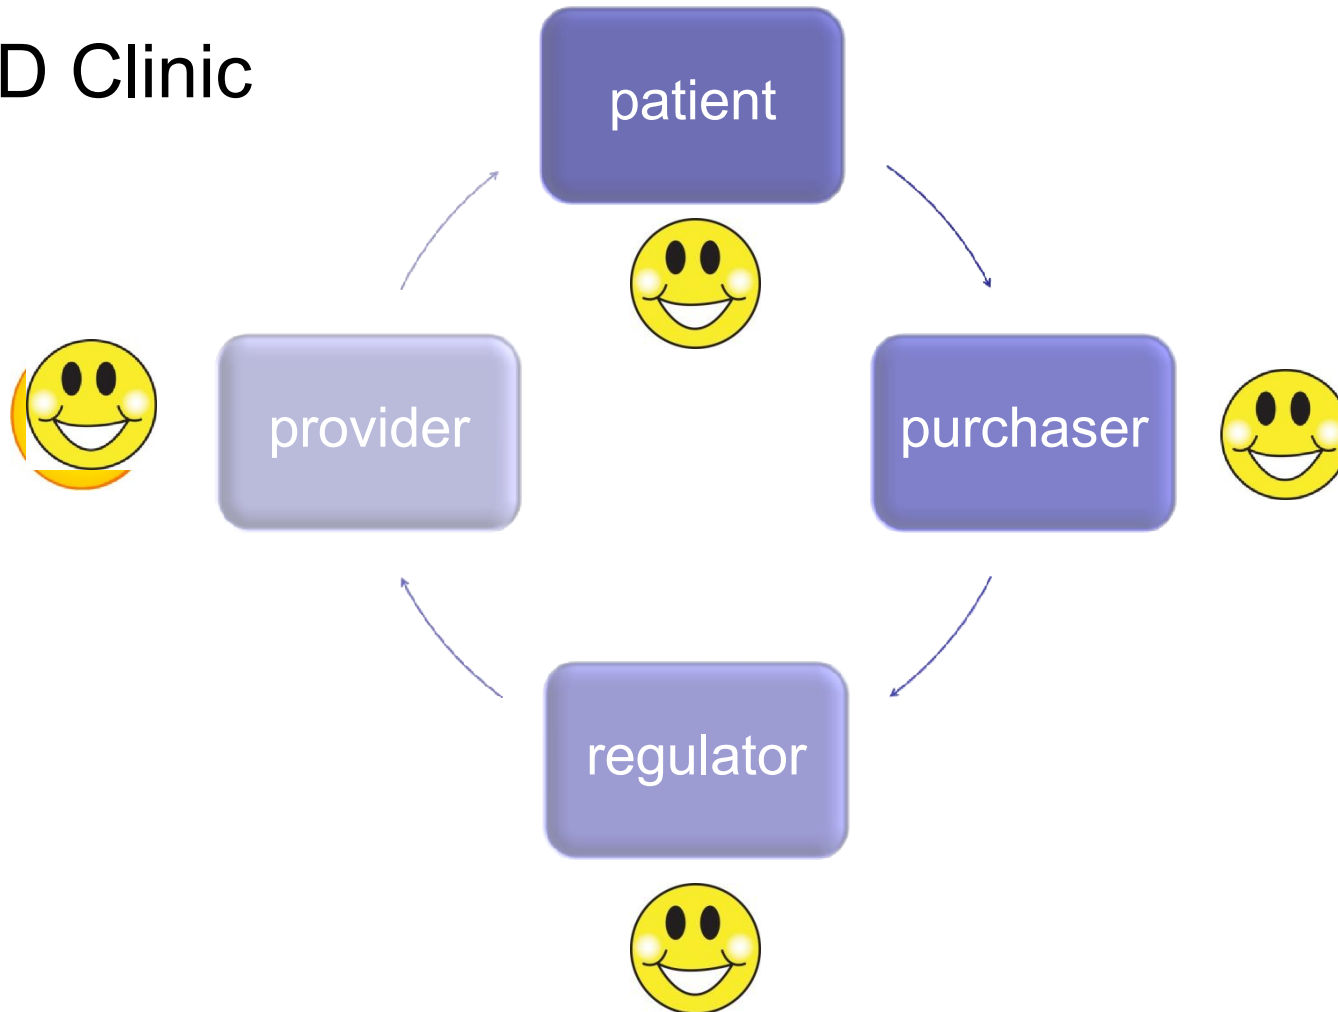 D Clinic
patient
provider
purchaser
regulator